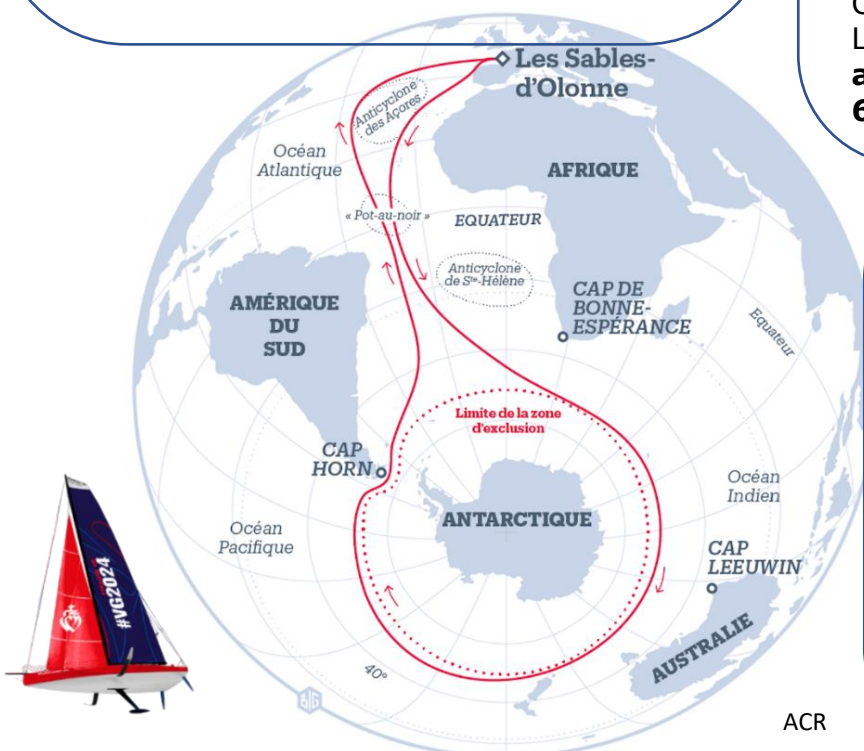 C
L
a
6
Les Sables-
d'Olonne
Anticyclone
des Açores
Océan
Atlantique
AFRIQUE
« Pot-au-noir »
EQUATEUR
Anticyclone
de Ste-Hélène
AMÉRIQUE
DU
SUD
CAP DE
BONNE-
ESPÉRANCE
Equateur
Limite de la zone
d'exclusion
CAP
HORN
ANTARCTIQUE
Océan
Indien
Océan
Pacifique
CAP
LEEUWIN
#VG2024
AUSTRALIE
40°
BIG
ACR